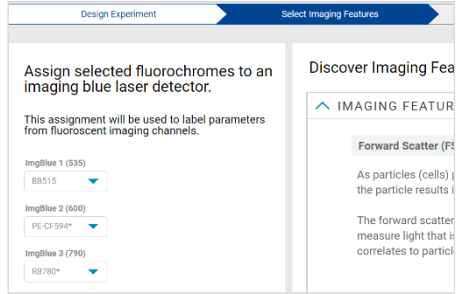 Design Experiment
Select Imaging Features
Assign selected fluorochromes to an
imaging blue laser detector.
This assignment will be used to label parameters
from fluoroscent imaging channels.
ImgBlue 1 (535)
BB515
ImgBlue 2 (600)
PE-CF594*
ImgBlue 3 (790)
RB780*
Discover Imaging Fea
IMAGING FEATUR
Forward Scatter (FS
As particles (cells) p
the particle results i
The forward scatter
measure light that is
correlates to particl